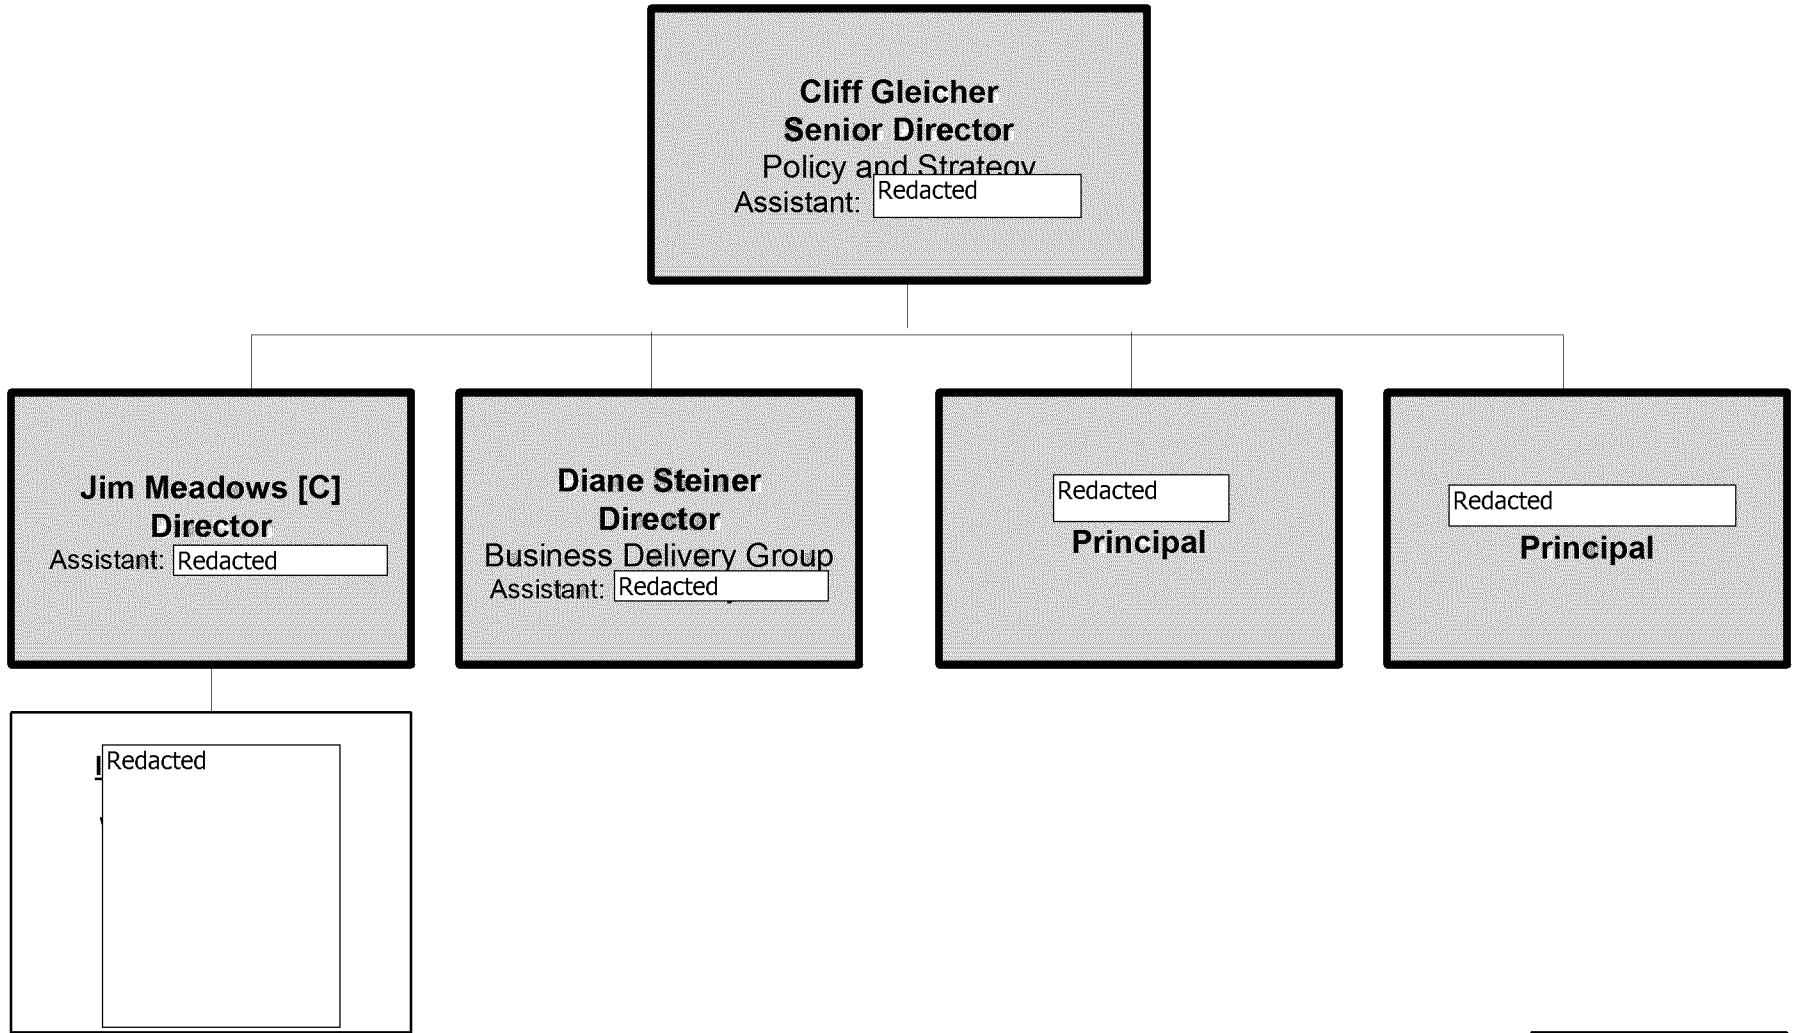 Cliff Gleicher
Senior Director
Policy and Strategy
Assistant: Redacted
Jim Meadows [C]
Director
Assistant: Redacted
Diane Steiner
Director
Business Delivery Group
Assistant: Redacted
Redacted
Principal
Redacted
Principal
Redacted